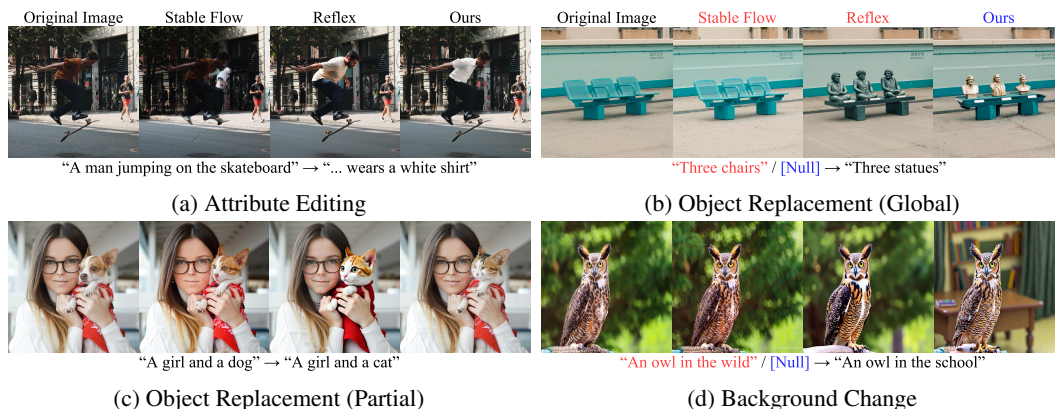 Original Image Stable Flow Reflex Ours
Original Image Stable Flow Reflex Ours
“A man jumping on the skateboard” → “... wears a white shirt”
“Three chairs” / [Null] → “Three statues”
(a) Attribute Editing
(b) Object Replacement (Global)
“A girl and a dog” → “A girl and a cat”
“An owl in the wild” / [Null] → “An owl in the school”
(c) Object Replacement (Partial)
(d) Background Change